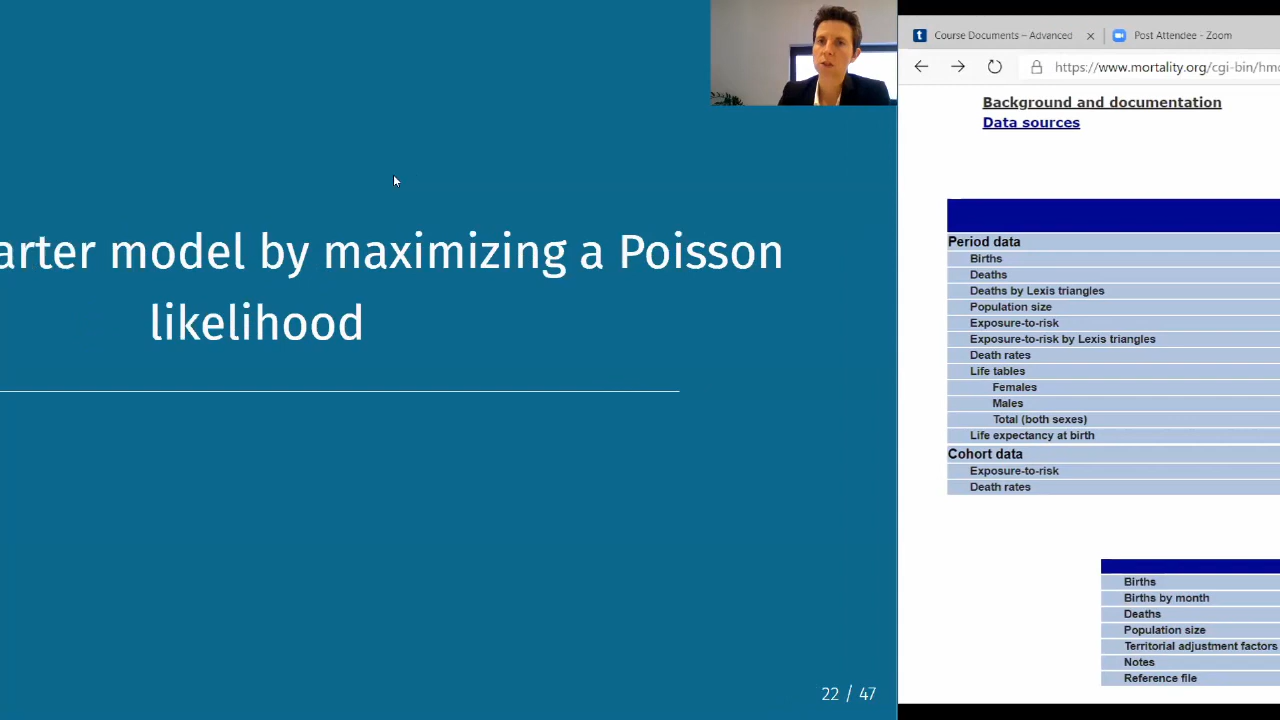 arter model by maximizing a Poisson
likelihood
22 / 47
Course Documents – Advanced
Post Attendee - Zoom
https://www.mortality.org/cgi-bin/hmd
Background and documentation
Data sources
Period data
Births
Deaths
Deaths by Lexis triangles
Population size
Exposure-to-risk
Exposure-to-risk by Lexis triangles
Death rates
Life tables
Females
Males
Total (both sexes)
Life expectancy at birth
Cohort data
Exposure-to-risk
Death rates
Births
Births by month
Deaths
Population size
Territorial adjustment factors
Notes
Reference file